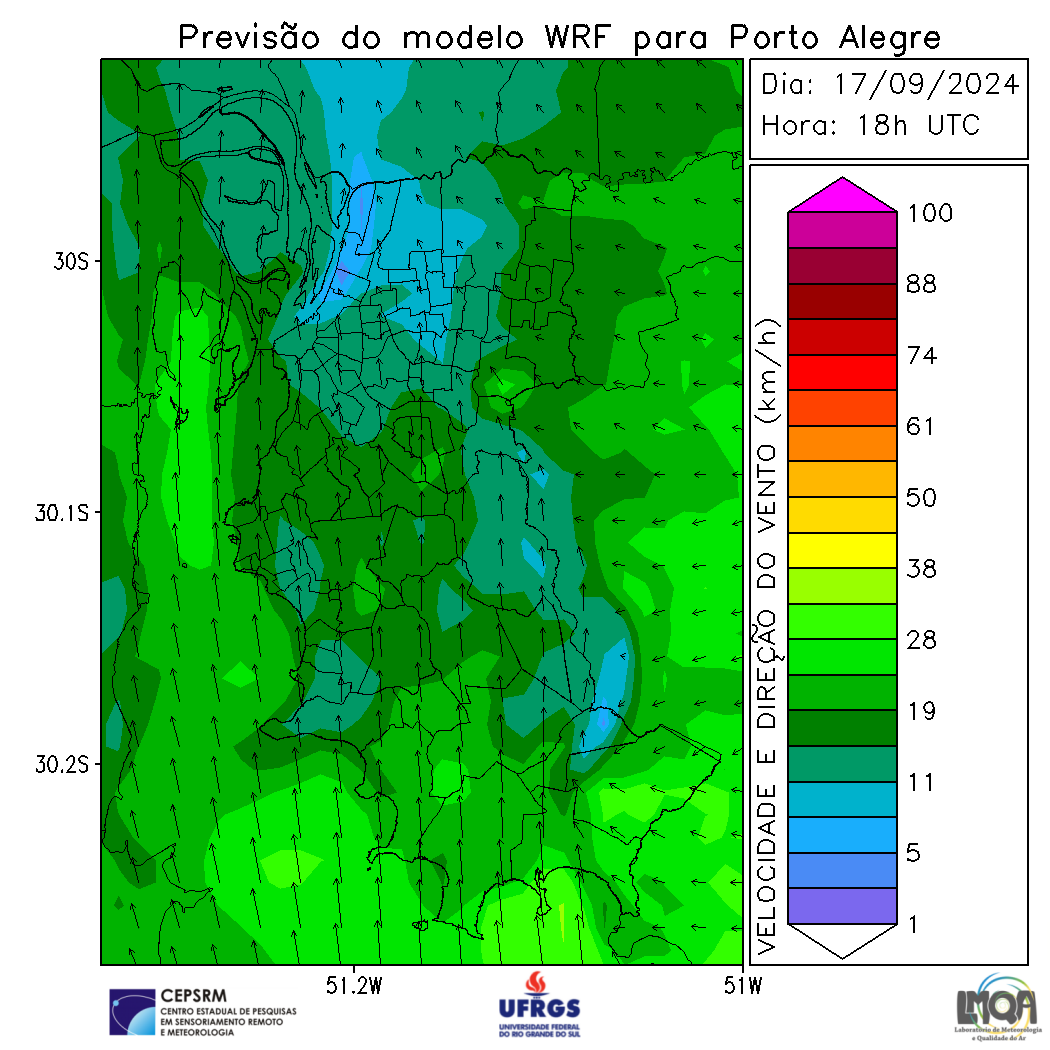 Previsão do modelo WRF para Porto Alegre
Dia: 17/09/2024
Hora: 18h UTC
30S
30.1S
30.2S
51.2W
51W
VELOCIDADE E DIREÇÃO DO VENTO (km/h)
100
88
74
61
50
38
28
19
11
5
1
CEPSRM
CENTRO ESTADUAL DE PESQUISAS
EM SENSORIAMENTO REMOTO
E METEOROLOGIA
UFRGS
UNIVERSIDADE FEDERAL
DO RIO GRANDE DO SUL
LMQA
Laboratório de Meteorologia
e Qualidade do Ar